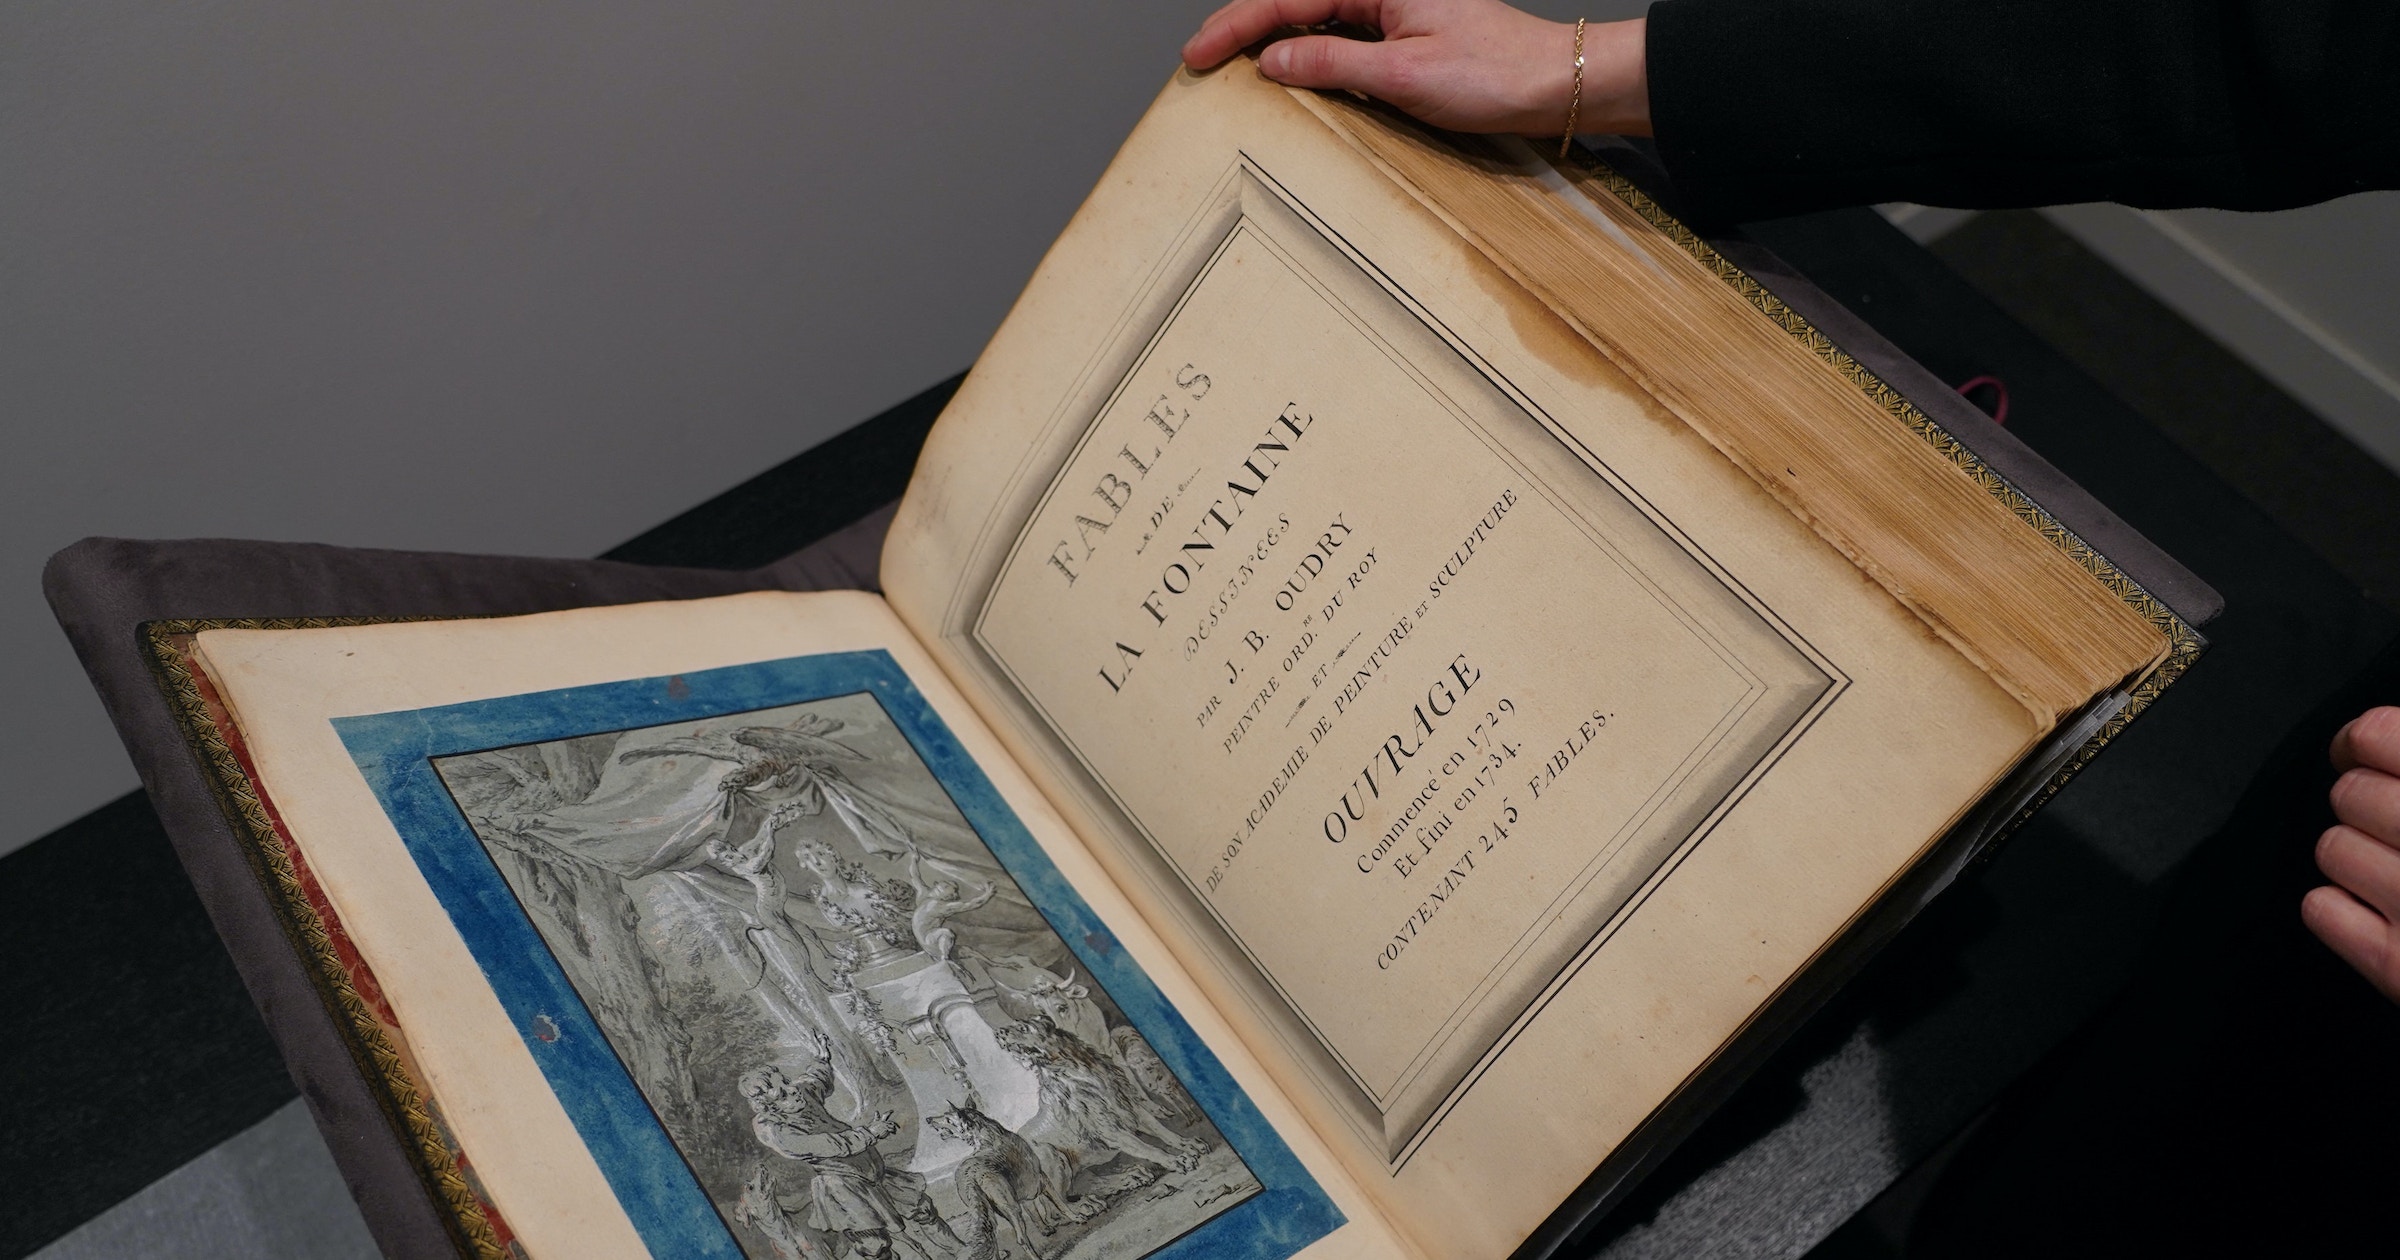 FABLES
DE
LA FONTAINE
DESSINÉES
PAR J. B. OUDRY
PEINTRE ORD.RE DU ROY
ET
DE SON ACADEMIE DE PEINTURE ET SCULPTURE
OUVRAGE
Commencé en 1729
Et fini en 1734.
CONTENANT 245 FABLES.